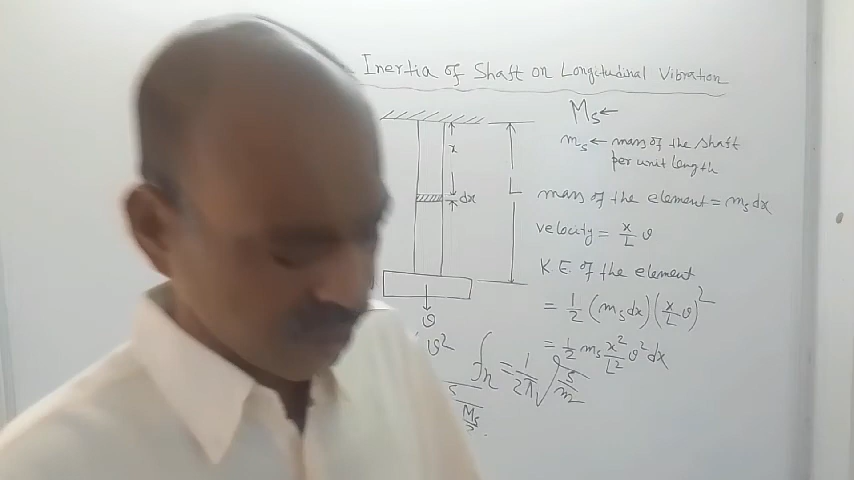 Inertia of Shaft on Longitudinal Vibration
x
dx
L
ϑ
Ms ←
ms ← mass of the shaft
per unit length
mass of the element = ms dx
velocity = x/L ϑ
K.E. of the element
= 1/2 (ms dx) (x/L ϑ)²
= 1/2 ms x²/L² ϑ² dx
ϑ²
fn = 1/2π √s/m
s
Ms